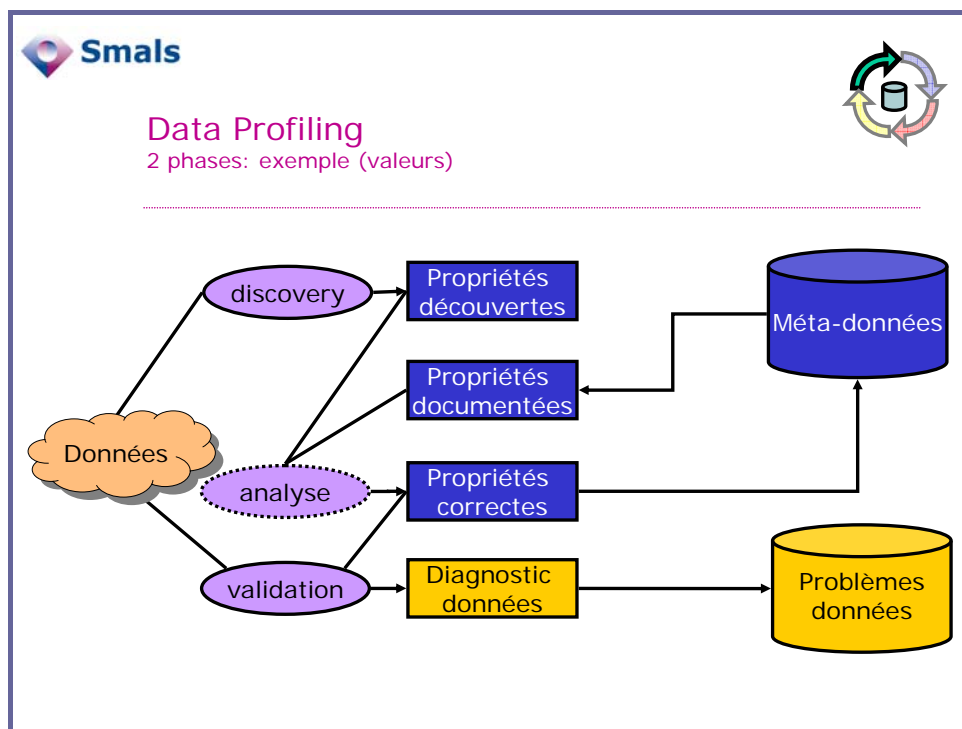 Smals
Data Profiling
2 phases: exemple (valeurs)
discovery
Propriétés
découvertes
Méta-données
Propriétés
documentées
Données
analyse
Propriétés
correctes
validation
Diagnostic
données
Problèmes
données